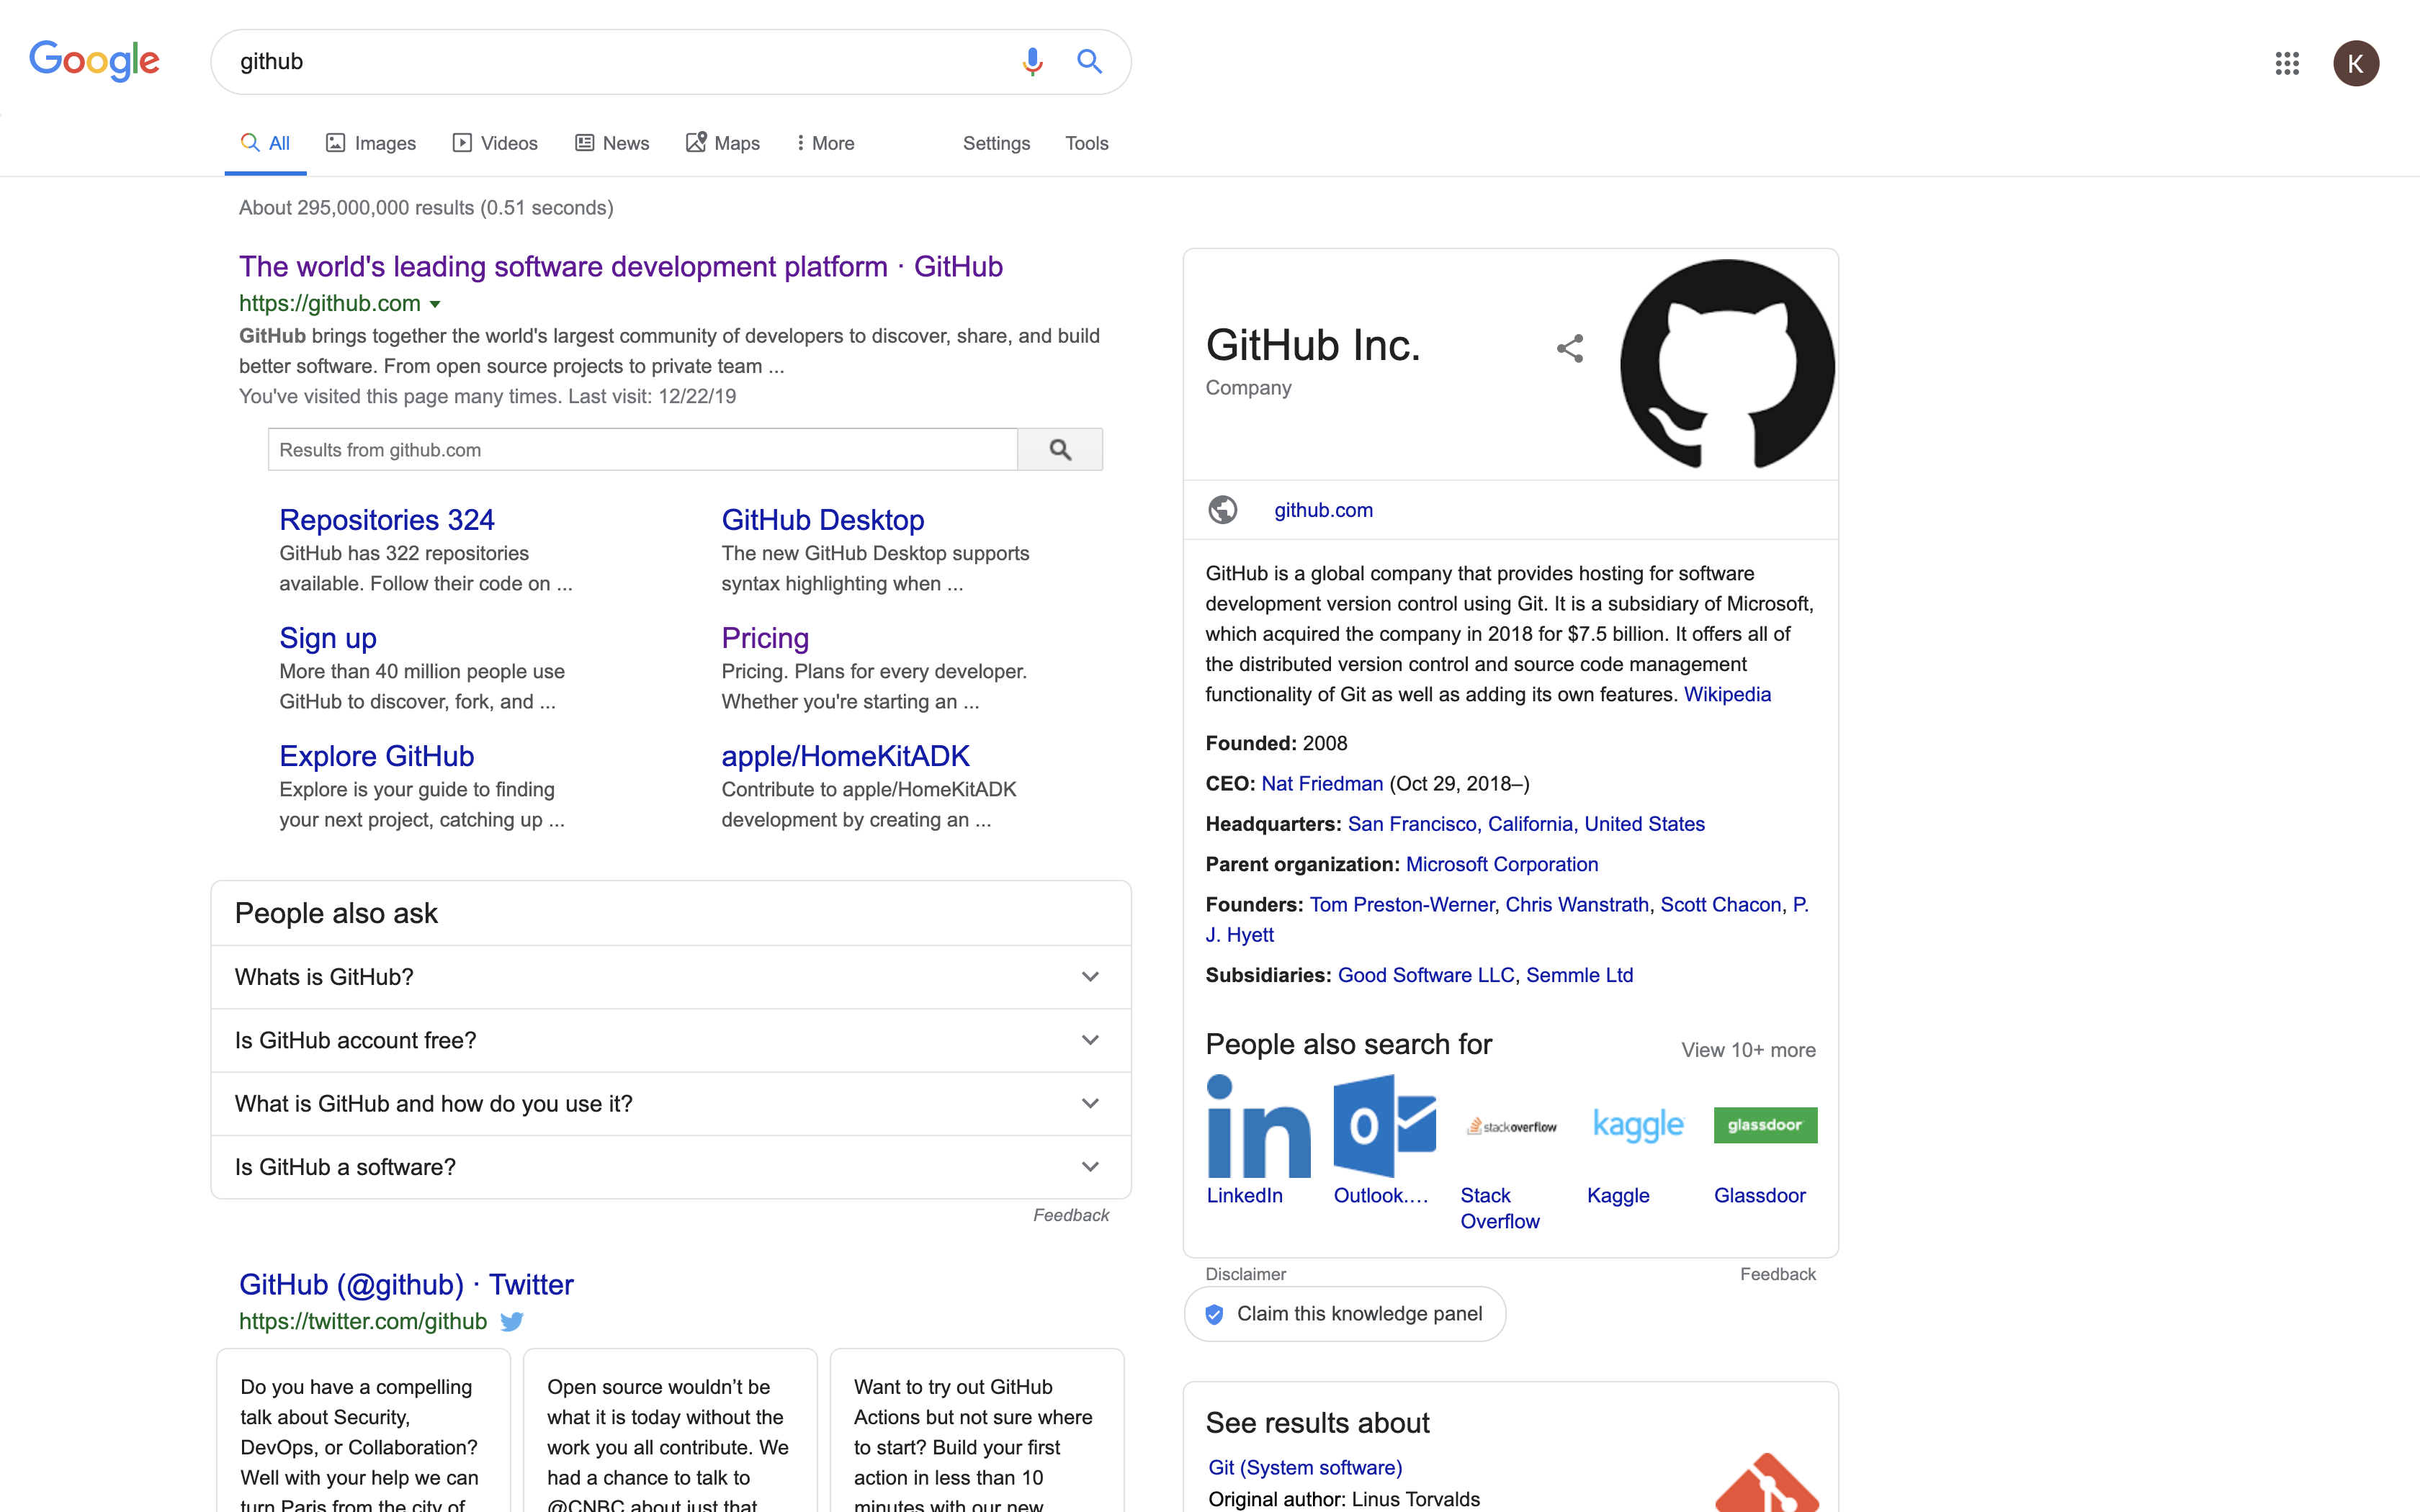 Google
github
K
All
Images
Videos
News
Maps
More
Settings
Tools
About 295,000,000 results (0.51 seconds)
The world's leading software development platform · GitHub
https://github.com
GitHub brings together the world's largest community of developers to discover, share, and build
better software. From open source projects to private team ...
You've visited this page many times. Last visit: 12/22/19
Results from github.com
Repositories 324
GitHub has 322 repositories
available. Follow their code on ...
GitHub Desktop
The new GitHub Desktop supports
syntax highlighting when ...
Sign up
More than 40 million people use
GitHub to discover, fork, and ...
Pricing
Pricing. Plans for every developer.
Whether you're starting an ...
Explore GitHub
Explore is your guide to finding
your next project, catching up ...
apple/HomeKitADK
Contribute to apple/HomeKitADK
development by creating an ...
People also ask
Whats is GitHub?
Is GitHub account free?
What is GitHub and how do you use it?
Is GitHub a software?
Feedback
GitHub (@github) · Twitter
https://twitter.com/github
Do you have a compelling
talk about Security,
DevOps, or Collaboration?
Well with your help we can
turn Paris from the city of
Open source wouldn’t be
what it is today without the
work you all contribute. We
had a chance to talk to
@CNBC about just that
Want to try out GitHub
Actions but not sure where
to start? Build your first
action in less than 10
minutes with our new
GitHub Inc.
Company
github.com
GitHub is a global company that provides hosting for software
development version control using Git. It is a subsidiary of Microsoft,
which acquired the company in 2018 for $7.5 billion. It offers all of
the distributed version control and source code management
functionality of Git as well as adding its own features. Wikipedia
Founded: 2008
CEO: Nat Friedman (Oct 29, 2018–)
Headquarters: San Francisco, California, United States
Parent organization: Microsoft Corporation
Founders: Tom Preston-Werner, Chris Wanstrath, Scott Chacon, P.
J. Hyett
Subsidiaries: Good Software LLC, Semmle Ltd
People also search for
View 10+ more
in
O
stackoverflow
kaggle
glassdoor
LinkedIn
Outlook....
Stack
Overflow
Kaggle
Glassdoor
Disclaimer
Feedback
Claim this knowledge panel
See results about
Git (System software)
Original author: Linus Torvalds